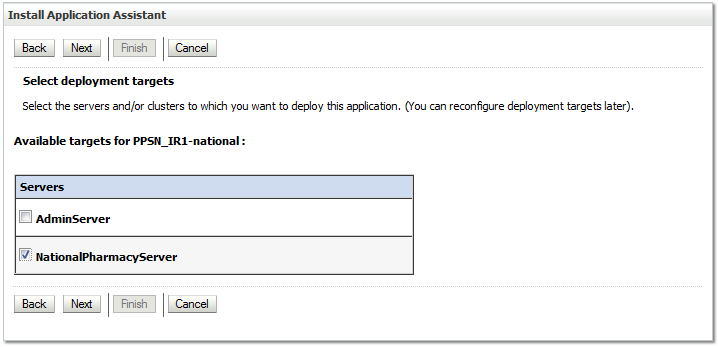 Install Application Assistant
Back Next Finish Cancel
Select deployment targets
Select the servers and/or clusters to which you want to deploy this application. (You can reconfigure deployment targets later).
Available targets for PPSN_IR1-national :
Servers
AdminServer
NationalPharmacyServer
Back Next Finish Cancel